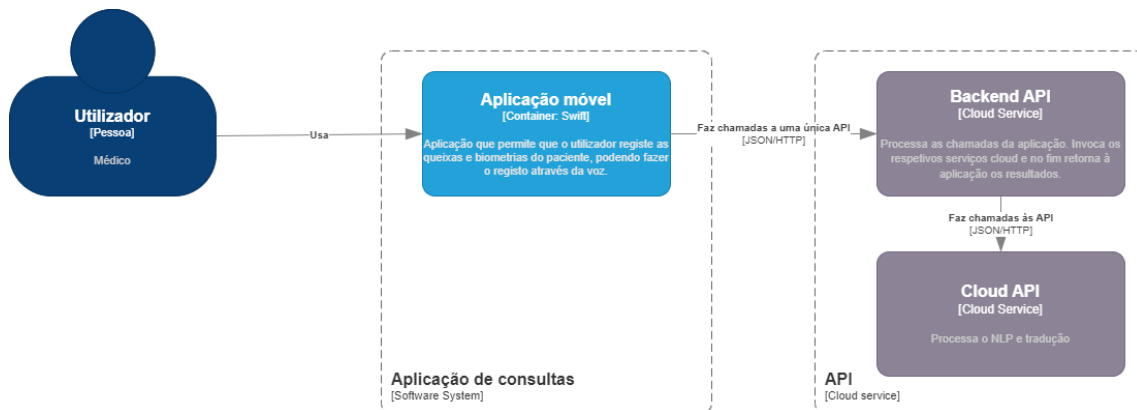 Utilizador
[Pessoa]
Médico
Usa
Aplicação móvel
[Container: Swift]
Aplicação que permite que o utilizador registe as
queixas e biometrias do paciente, podendo fazer
o registo através da voz.
Aplicação de consultas
[Software System]
Faz chamadas a uma única API
[JSON/HTTP]
Backend API
[Cloud Service]
Processa as chamadas da aplicação. Invoca os
respetivos serviços cloud e no fim retorna à
aplicação os resultados.
Faz chamadas às API
[JSON/HTTP]
Cloud API
[Cloud Service]
Processa o NLP e tradução
API
[Cloud service]